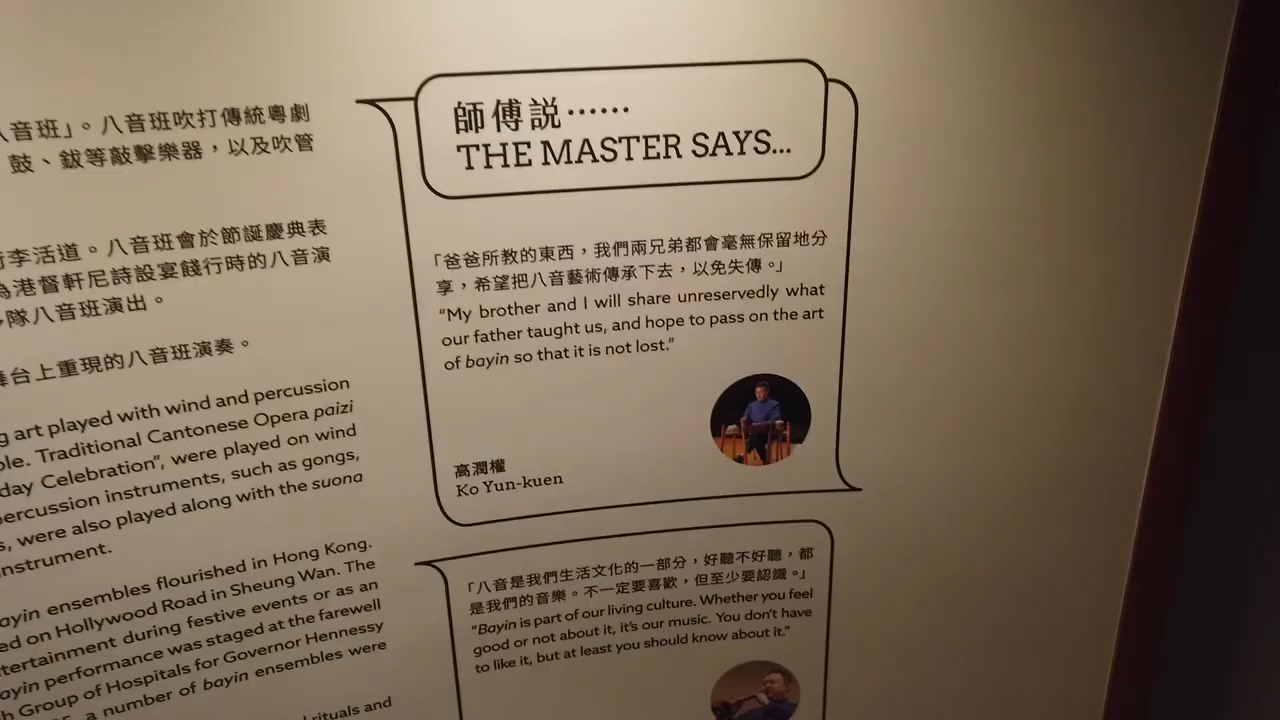 八音班」。八音班吹打傳統粵劇
鼓、鈸等敲擊樂器，以及吹管
李活道。八音班會於節誕慶典表
港督軒尼詩設宴餞行時的八音演
隊八音班演出。
台上重現的八音班演奏。
art played with wind and percussion
Traditional Cantonese Opera paizi
day Celebration", were played on wind
percussion instruments, such as gongs,
were also played along with the suona
instrument.
bayin ensembles flourished in Hong Kong.
on Hollywood Road in Sheung Wan. The
entertainment during festive events or as an
bayin performance was staged at the farewell
Group of Hospitals for Governor Hennessy
a number of bayin ensembles were
rituals and
師傅説……
THE MASTER SAYS...
「爸爸所教的東西，我們兩兄弟都會毫無保留地分
享，希望把八音藝術傳承下去，以免失傳。」
"My brother and I will share unreservedly what
our father taught us, and hope to pass on the art
of bayin so that it is not lost."
高潤權
Ko Yun-kuen
「八音是我們生活文化的一部分，好聽不好聽，都
是我們的音樂。不一定要喜歡，但至少要認識。」
"Bayin is part of our living culture. Whether you feel
good or not about it, it's our music. You don't have
to like it, but at least you should know about it."